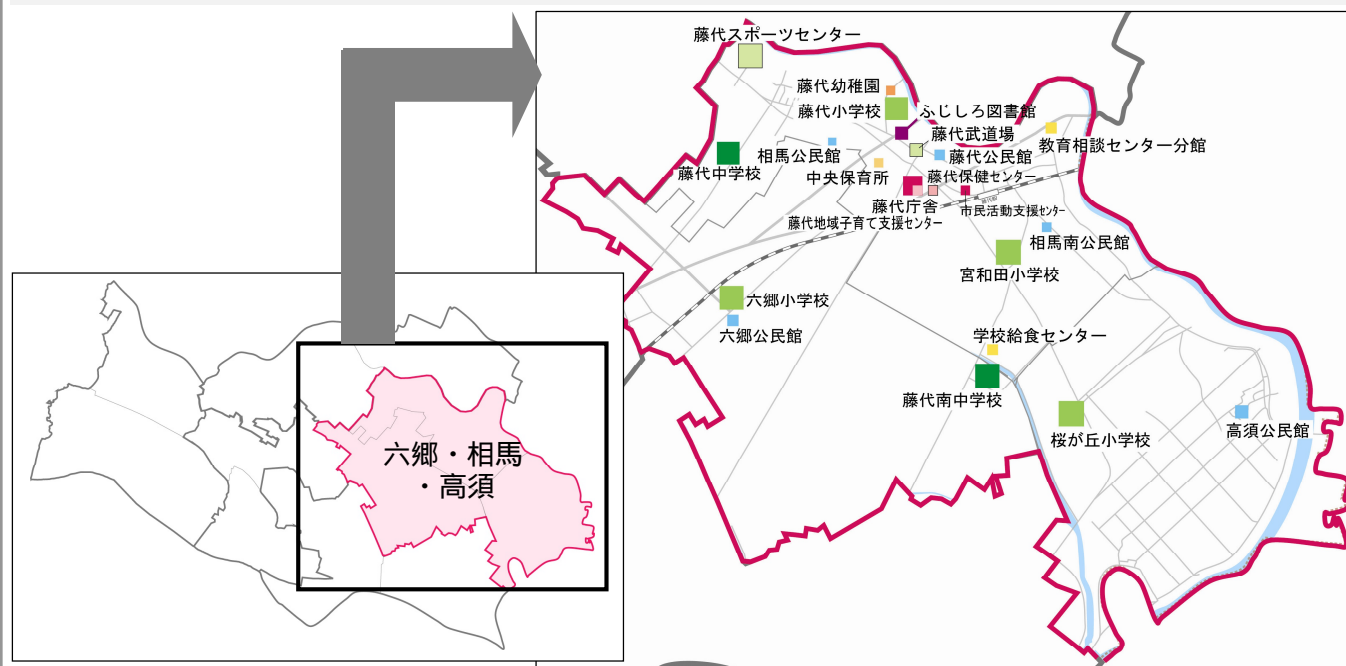 藤代スポーツセンター
藤代幼稚園
藤代小学校
ふじしろ図書館
藤代武道場
教育相談センター分館
相馬公民館
藤代公民館
藤代中学校
中央保育所
藤代保健センター
藤代庁舎
市民活動支援センター
藤代地域子育て支援センター
相馬南公民館
宮和田小学校
六郷小学校
六郷公民館
学校給食センター
藤代南中学校
桜が丘小学校
高須公民館
六郷・相馬
・高須